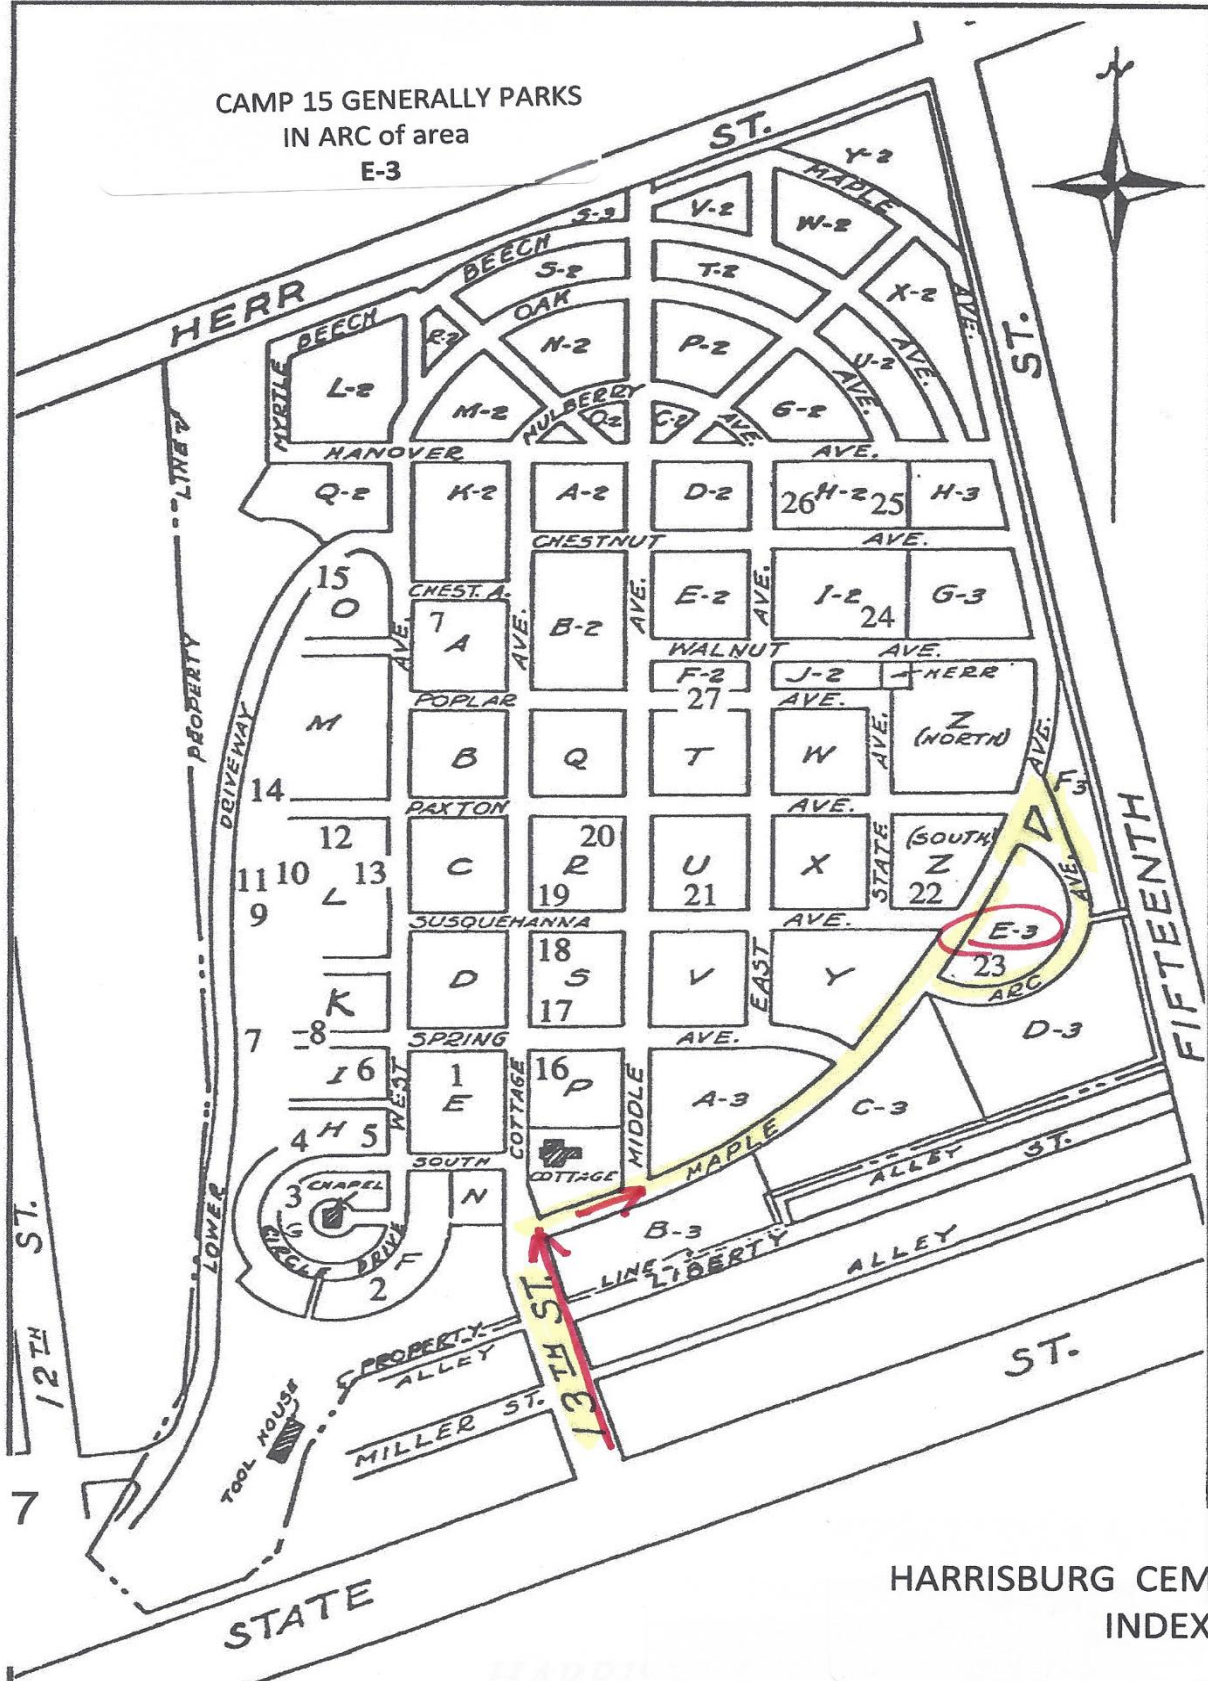 CAMP 15 GENERALLY PARKS
IN ARC of area
E-3
N
HERR ST.
Y-2
MAPLE
AVE.
S-3
V-2
W-2
BEECH
S-2
T-2
X-2
OAK
AVE.
MYRTLE
BEECH
R-2
N-2
P-2
U-2
AVE.
L-2
M-2
MULBERRY
O-2
C-2
AVE.
G-2
HANOVER
AVE.
Q-2
K-2
A-2
D-2
26 H-2 25
H-3
CHESTNUT
AVE.
15
O
CHEST. A.
AVE.
7
A
AVE.
B-2
AVE.
E-2
AVE.
I-2
24
G-3
WALNUT
AVE.
F-2
J-2
HERR
27
POPLAR
AVE.
M
B
Q
T
W
AVE.
Z
(NORTH)
AVE.
F3
DRIVEWAY
14
PAXTON
AVE.
12
11 10
L
13
9
C
20
R
19
U
21
X
STATE
(SOUTH)
Z
22
AVE.
SUSQUEHANNA
AVE.
E-3
23
ARC
D
18
S
17
V
EAST
Y
D-3
K
7
8
SPRING
AVE.
I 6
WEST
1
E
COTTAGE
16
P
MIDDLE
A-3
C-3
4 H 5
SOUTH
COTTAGE
MAPLE
ALLEY
ST.
3
CHAPEL
G
CIRCLE
DRIVE
F
2
N
B-3
LINE
LIBERTY
ALLEY
LOWER
PROPERTY
LINE
12TH ST.
13TH ST.
PROPERTY
ALLEY
MILLER ST.
TOOL HOUSE
7
STATE
ST.
FIFTEENTH
ST.
HARRISBURG CEM
INDEX